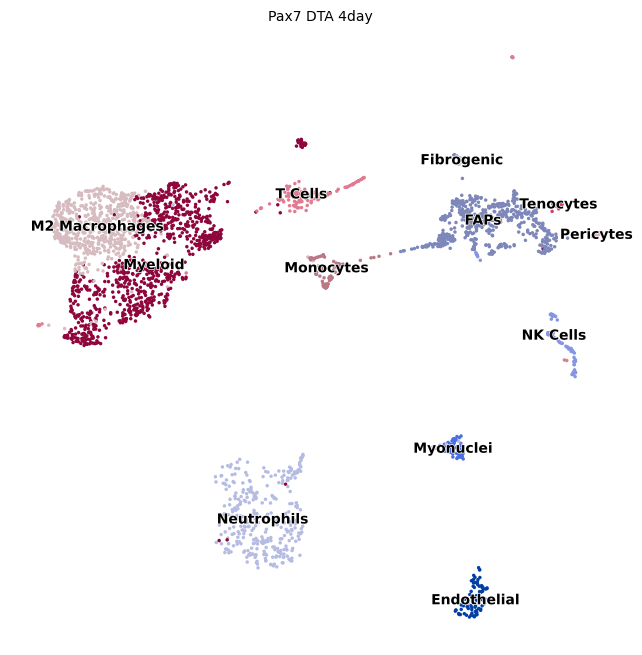 Pax7 DTA 4day
Fibrogenic
T Cells
Tenocytes
FAPs
M2 Macrophages
Pericytes
Myeloid
Monocytes
NK Cells
Myonuclei
Neutrophils
Endothelial